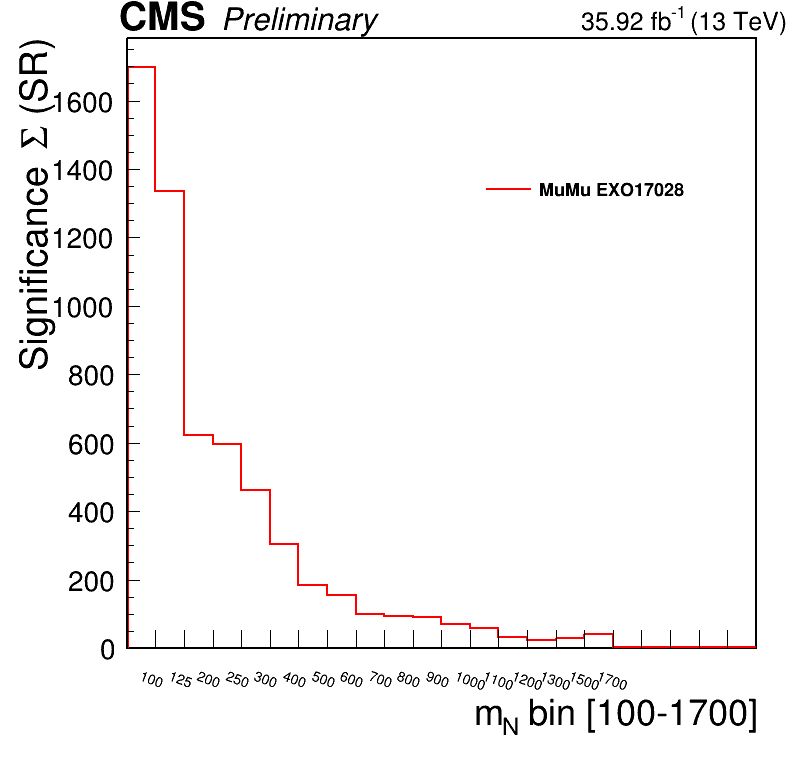 CMS Preliminary 35.92 fb-1 (13 TeV)
Significance Σ (SR)
1600
1400
1200
1000
800
600
400
200
0
MuMu EXO17028
100 125 200 250 300 400 500 600 700 800 900 1000 1100 1200 1300 1500 1700
mN bin [100-1700]